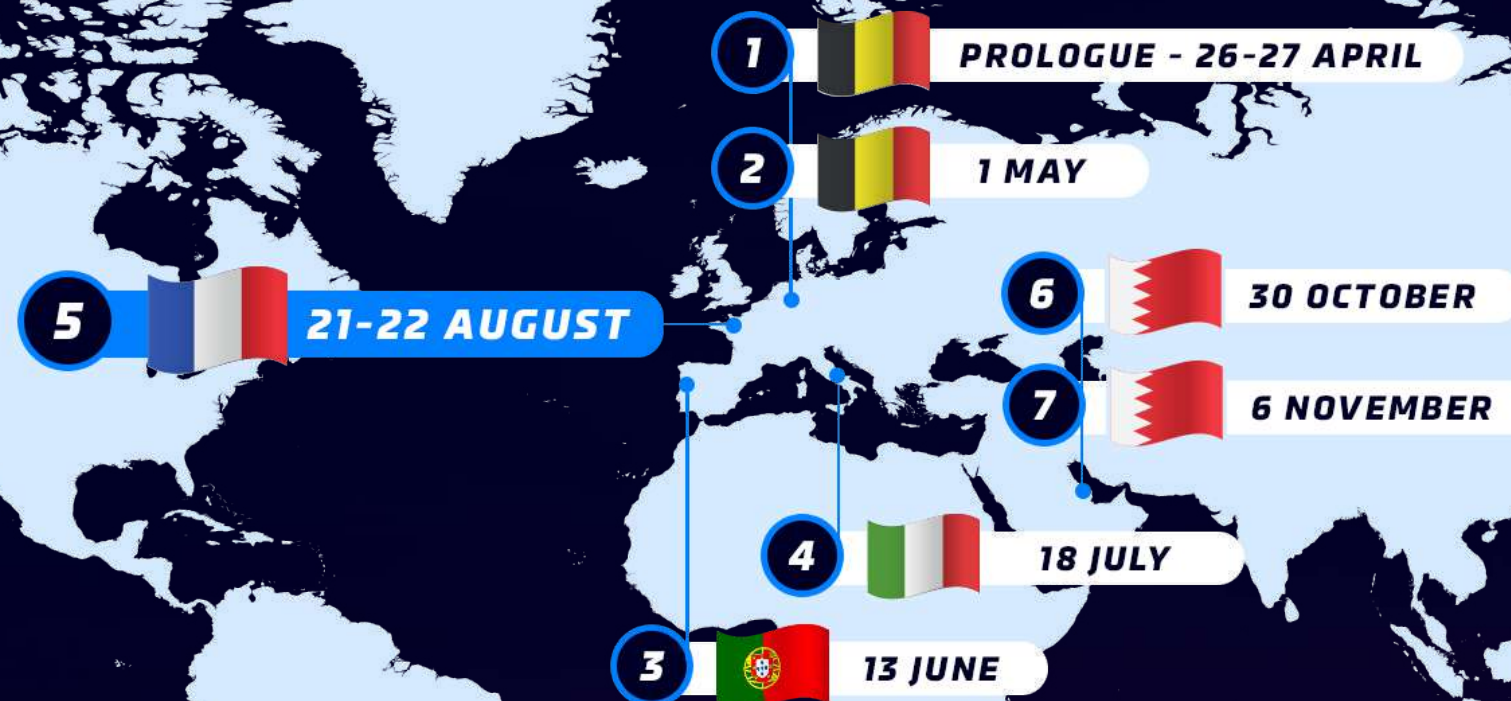 1 PROLOGUE - 26-27 APRIL
2 1 MAY
5 21-22 AUGUST
6 30 OCTOBER
7 6 NOVEMBER
4 18 JULY
3 13 JUNE